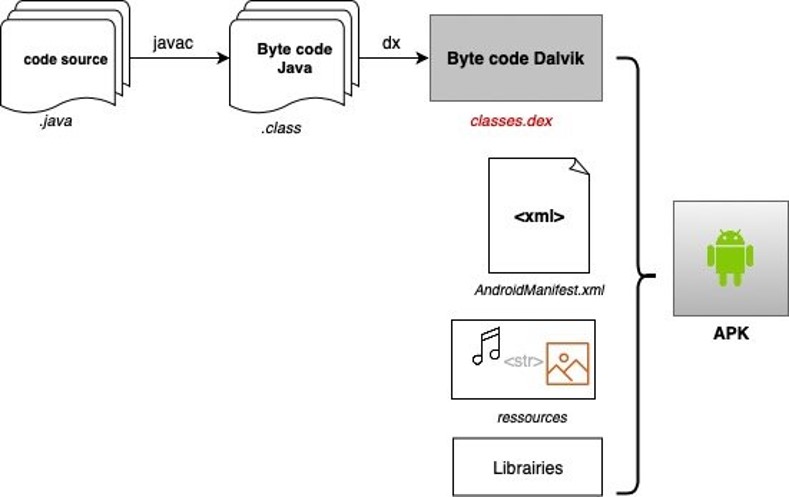 code source
.java
javac
Byte code
Java
.class
dx
Byte code Dalvik
classes.dex
<xml>
AndroidManifest.xml
<str>
ressources
Librairies
APK